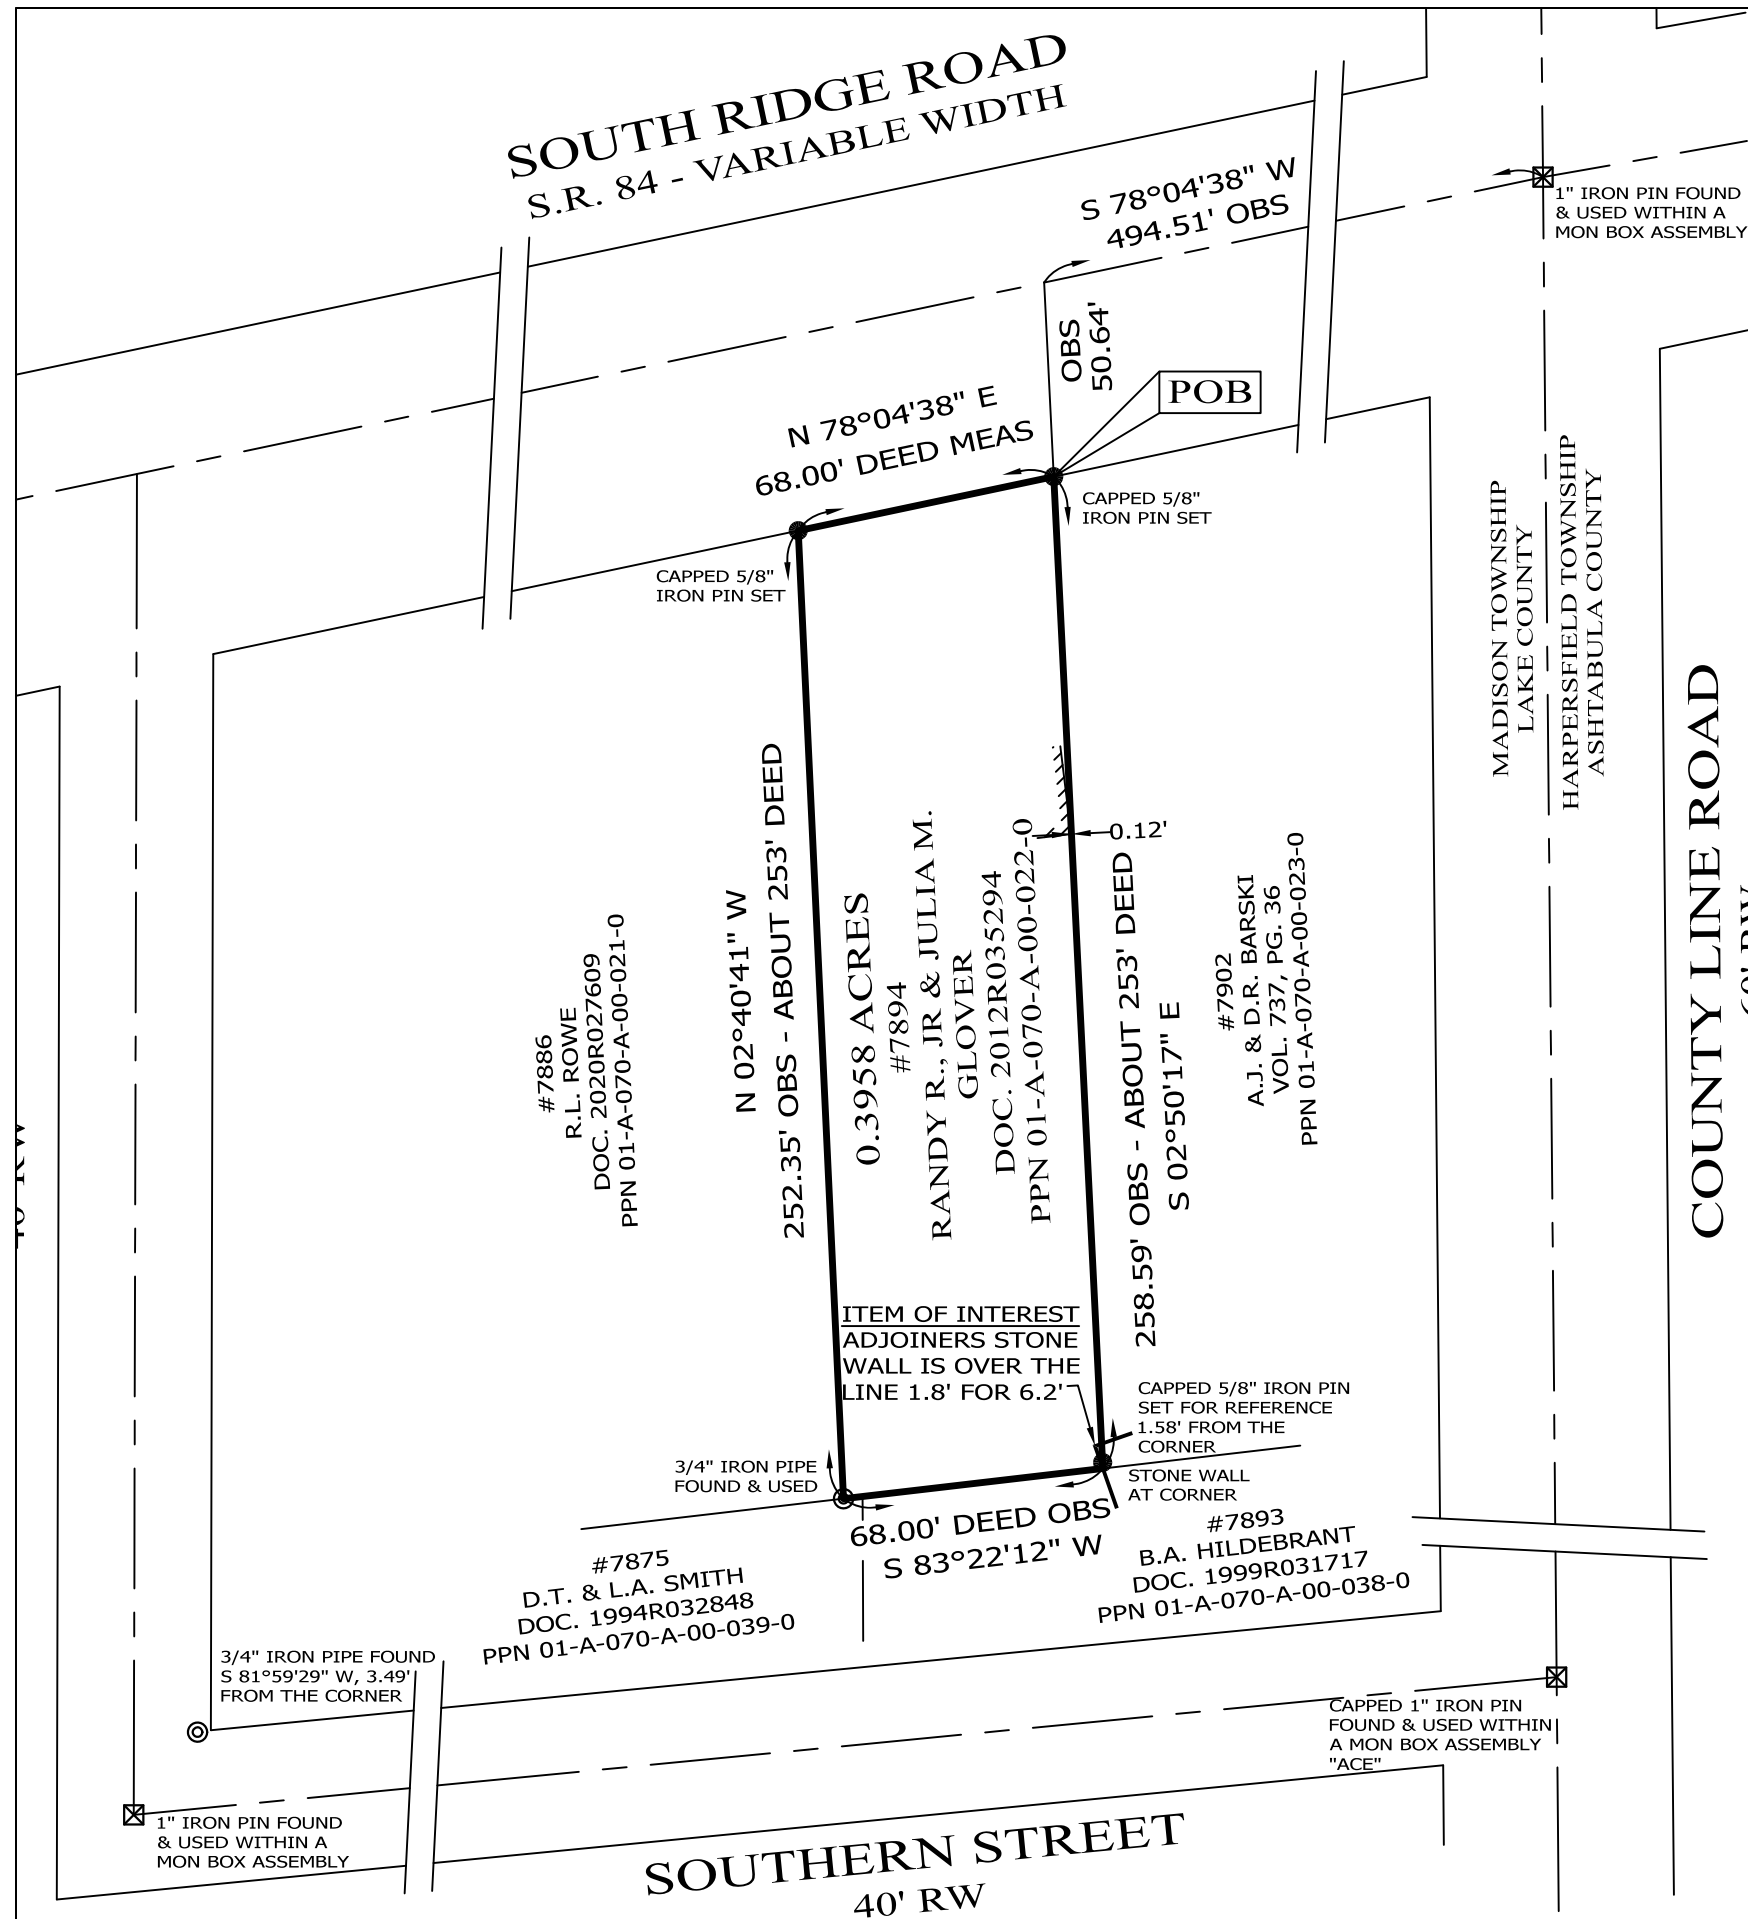 SOUTH RIDGE ROAD
S.R. 84 - VARIABLE WIDTH
S 78°04'38" W
494.51' OBS
1" IRON PIN FOUND
& USED WITHIN A
MON BOX ASSEMBLY
OBS
50.64'
POB
N 78°04'38" E
68.00' DEED MEAS
CAPPED 5/8"
IRON PIN SET
CAPPED 5/8"
IRON PIN SET
MADISON TOWNSHIP
LAKE COUNTY
HARPERSFIELD TOWNSHIP
ASHTABULA COUNTY
COUNTY LINE ROAD
60' RW
40' RW
#7886
R.L. ROWE
DOC. 2020R027609
PPN 01-A-070-A-00-021-0
N 02°40'41" W
252.35' OBS - ABOUT 253' DEED
0.3958 ACRES
#7894
RANDY R., JR & JULIA M.
GLOVER
DOC. 2012R035294
PPN 01-A-070-A-00-022-0
0.12'
258.59' OBS - ABOUT 253' DEED
S 02°50'17" E
#7902
A.J. & D.R. BARSKI
VOL. 737, PG. 36
PPN 01-A-070-A-00-023-0
ITEM OF INTEREST
ADJOINERS STONE
WALL IS OVER THE
LINE 1.8' FOR 6.2'
CAPPED 5/8" IRON PIN
SET FOR REFERENCE
1.58' FROM THE
CORNER
3/4" IRON PIPE
FOUND & USED
STONE WALL
AT CORNER
68.00' DEED OBS
S 83°22'12" W
#7875
D.T. & L.A. SMITH
DOC. 1994R032848
PPN 01-A-070-A-00-039-0
#7893
B.A. HILDEBRANT
DOC. 1999R031717
PPN 01-A-070-A-00-038-0
3/4" IRON PIPE FOUND
S 81°59'29" W, 3.49'
FROM THE CORNER
CAPPED 1" IRON PIN
FOUND & USED WITHIN
A MON BOX ASSEMBLY
"ACE"
1" IRON PIN FOUND
& USED WITHIN A
MON BOX ASSEMBLY
SOUTHERN STREET
40' RW